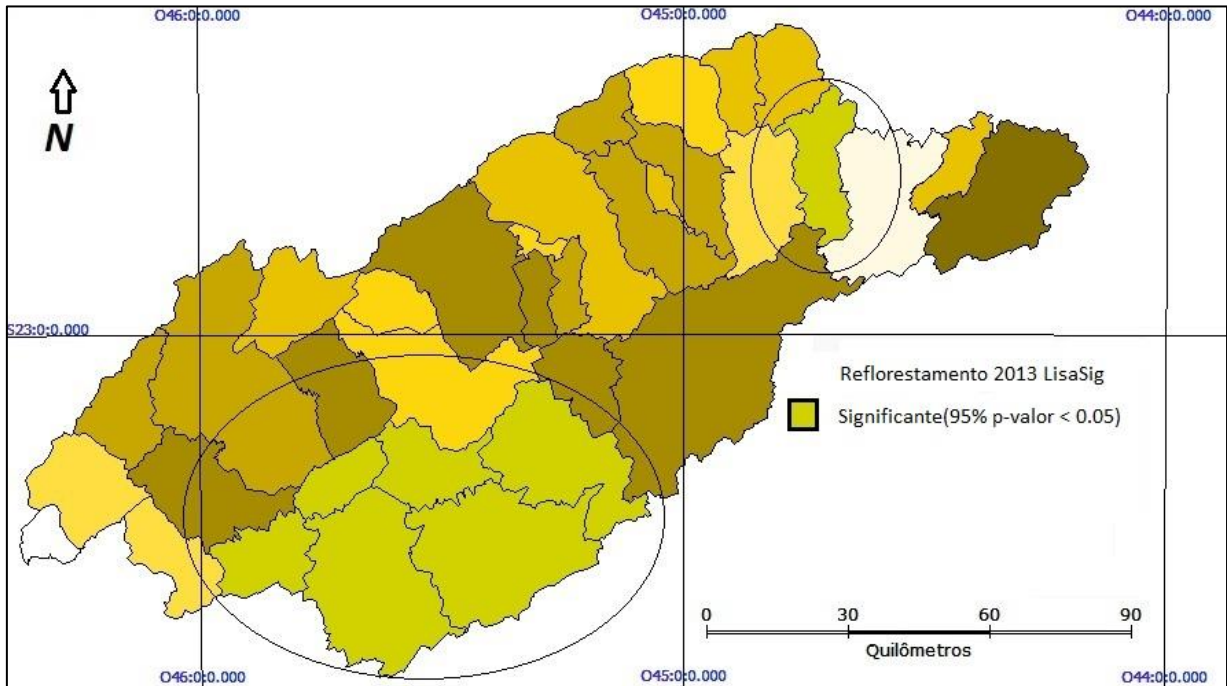 O46:0:0.000
O45:0:0.000
O44:0:0.000
N
S23:0:0.000
Reflorestamento 2013 LisaSig
Significante(95% p-valor < 0.05)
0 30 60 90
Quilômetros
O46:0:0.000
O45:0:0.000
O44:0:0.000